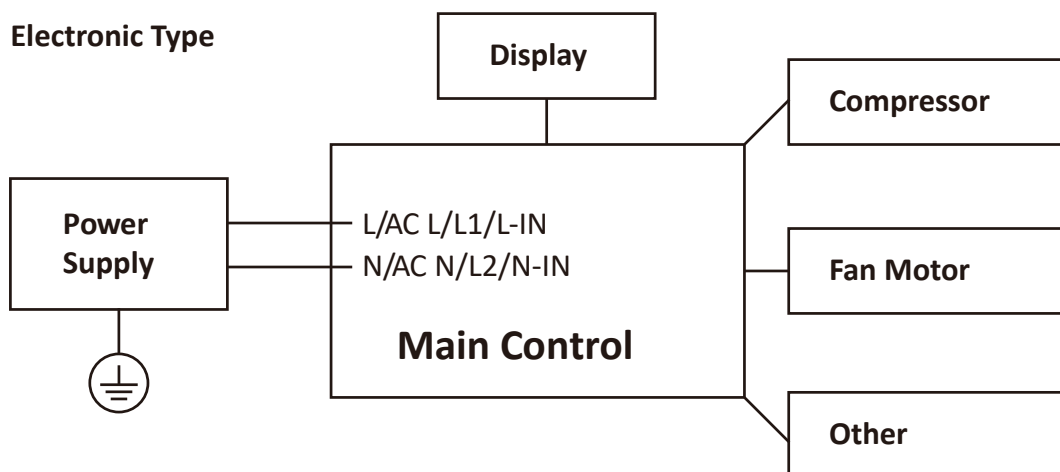 Electronic Type
Display
Compressor
Power
Supply
L/AC L/L1/L-IN
N/AC N/L2/N-IN
Main Control
Fan Motor
Other